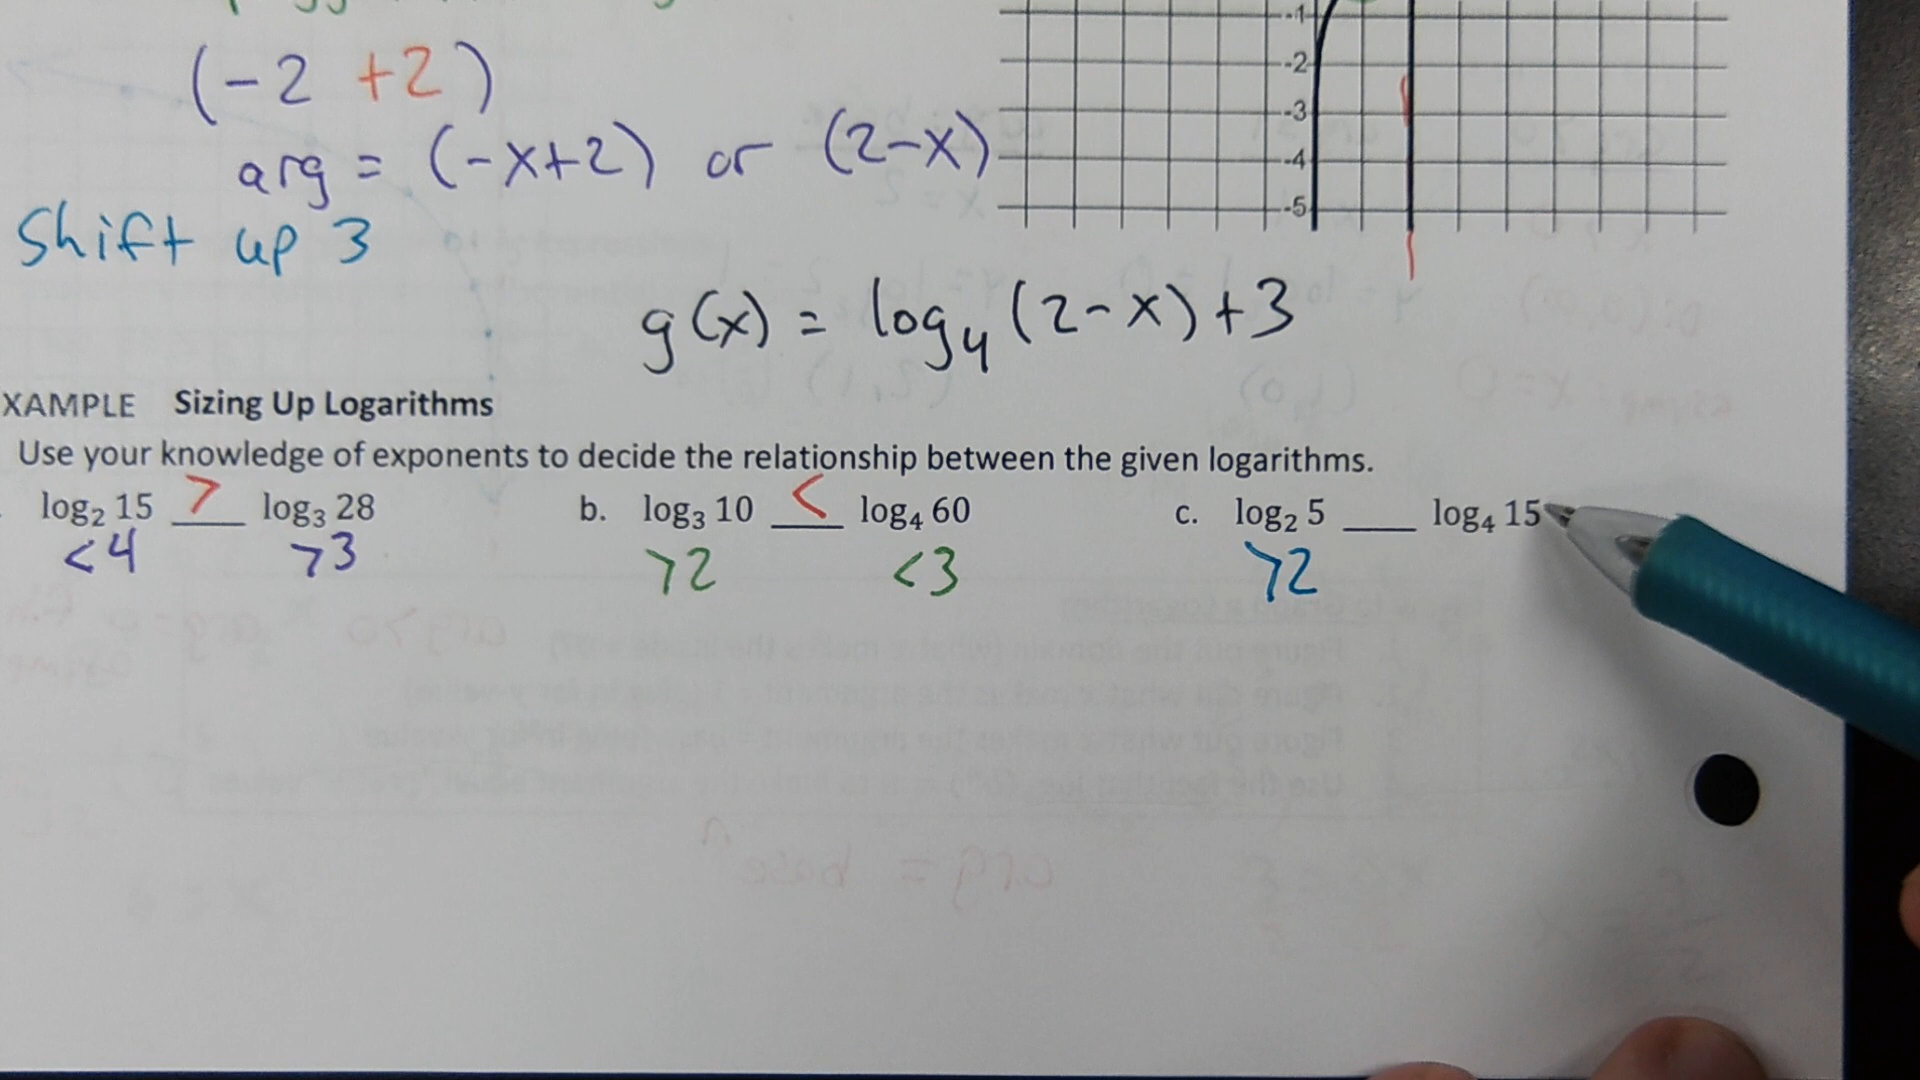 (-2 +2)
arg = (-x+2) or (2-x)
Shift up 3
-1
-2
-3
-4
-5
g(x) = log₄ (2-x)+3
XAMPLE Sizing Up Logarithms
Use your knowledge of exponents to decide the relationship between the given logarithms.
log₂ 15 > log₃ 28 b. log₃ 10 < log₄ 60 c. log₂ 5 ____ log₄ 15
<4 >3 >2 <3 >2